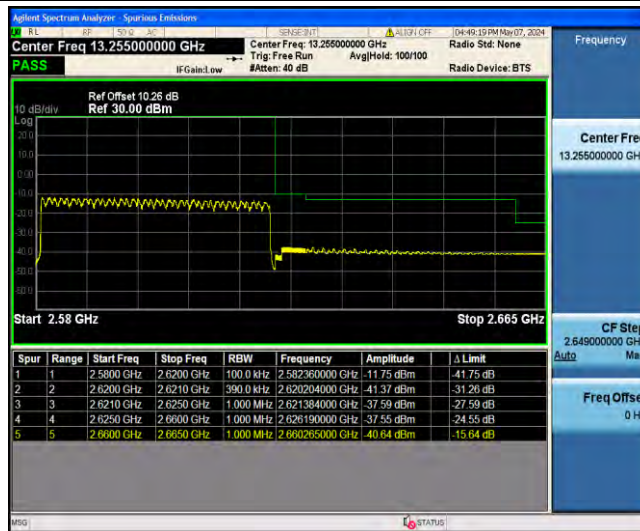 Agilent Spectrum Analyzer - Spurious Emissions
RL RF 50 Ω AC SENSE:INT ALIGN OFF 04:49:19 PM May 07, 2024
Center Freq 13.255000000 GHz
Center Freq: 13.255000000 GHz
Radio Std: None
Trig: Free Run Avg|Hold: 100/100
PASS
IFGain:Low
#Atten: 40 dB
Radio Device: BTS
Ref Offset 10.26 dB
10 dB/div Ref 30.00 dBm
Log
20.0
10.0
0.00
-10.0
-20.0
-30.0
-40.0
-50.0
-60.0
Start 2.58 GHz Stop 2.665 GHz
Spur Range Start Freq Stop Freq RBW Frequency Amplitude Δ Limit
1 1 2.5800 GHz 2.6200 GHz 100.0 kHz 2.582360000 GHz -11.75 dBm -41.75 dB
2 2 2.6200 GHz 2.6210 GHz 390.0 kHz 2.620204000 GHz -41.37 dBm -31.26 dB
3 3 2.6210 GHz 2.6250 GHz 1.000 MHz 2.621384000 GHz -37.59 dBm -27.59 dB
4 4 2.6250 GHz 2.6600 GHz 1.000 MHz 2.626190000 GHz -37.55 dBm -24.55 dB
5 5 2.6600 GHz 2.6650 GHz 1.000 MHz 2.660265000 GHz -40.64 dBm -15.64 dB
Frequency
Center Fre
13.255000000 GH
CF Step
2.649000000 GH
Auto Ma
Freq Offse
0 H
MSG STATUS